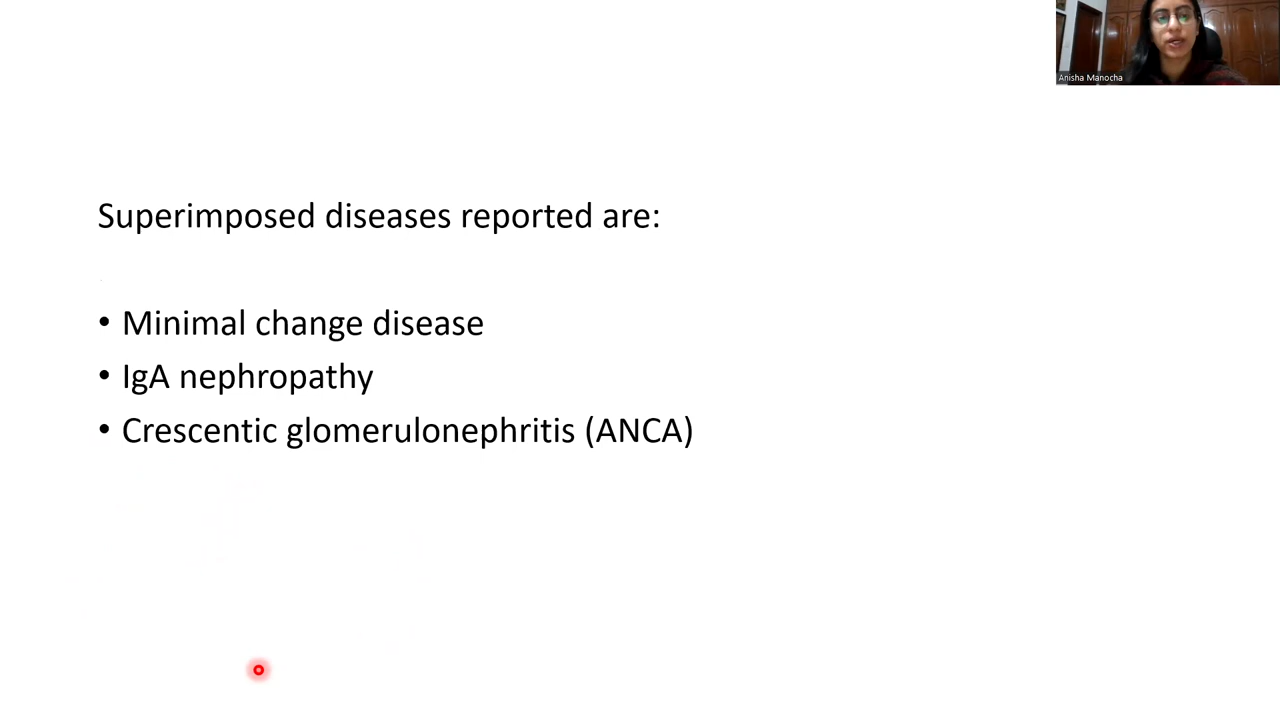 Anisha Manocha
Superimposed diseases reported are:
• Minimal change disease
• IgA nephropathy
• Crescentic glomerulonephritis (ANCA)